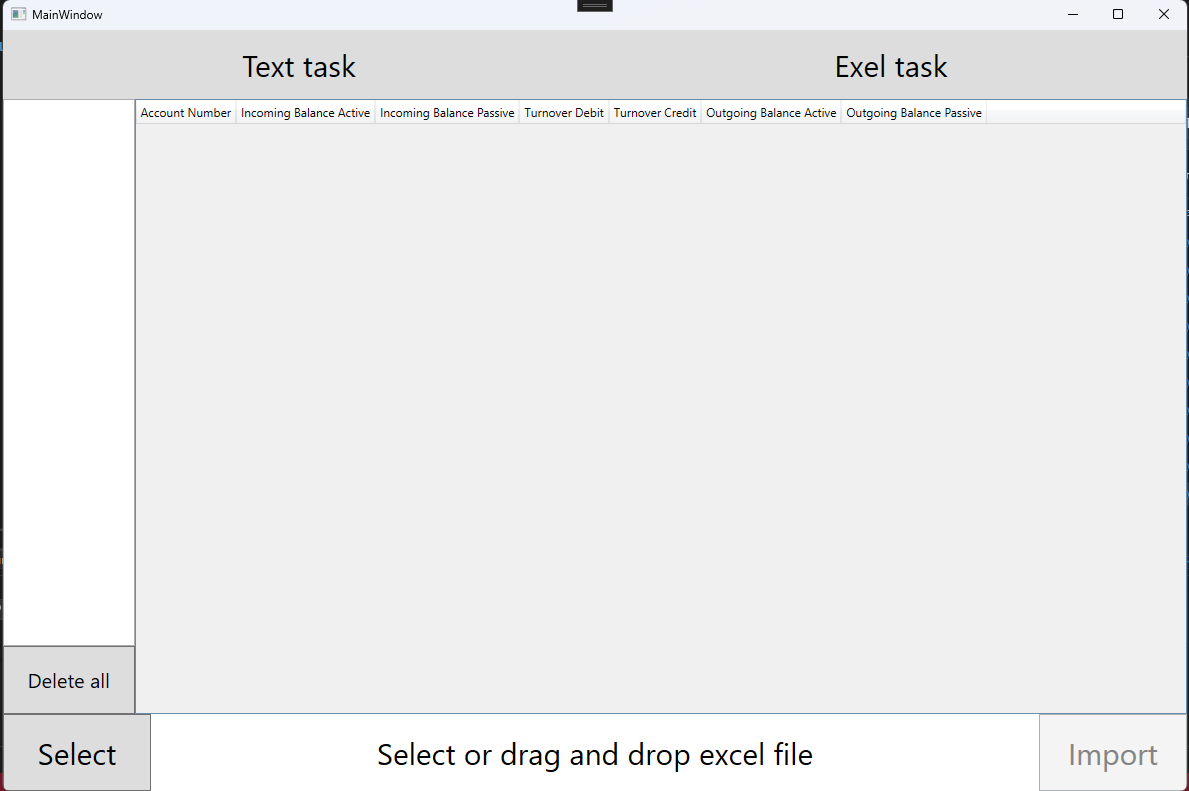 MainWindow
Text task
Exel task
Account Number
Incoming Balance Active
Incoming Balance Passive
Turnover Debit
Turnover Credit
Outgoing Balance Active
Outgoing Balance Passive
Delete all
Select
Select or drag and drop excel file
Import